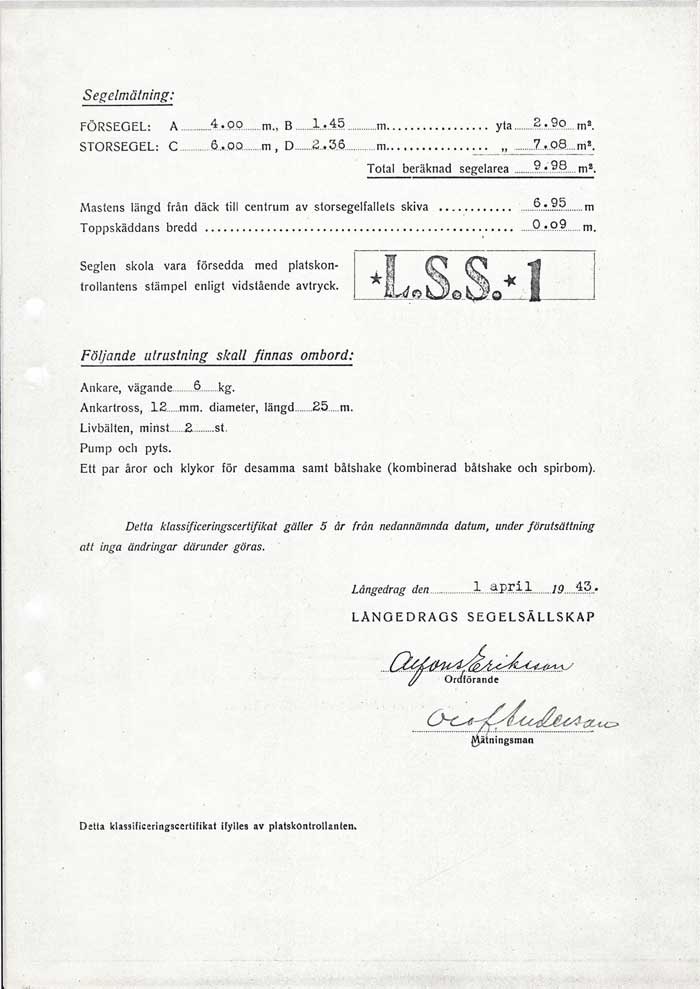 Segelmätning:
FÖRSEGEL: A 4.00 m., B 1.45 m. yta 2.90 m².
STORSEGEL: C 6.00 m, D 2.36 m. „ 7.08 m².
Total beräknad segelarea 9.98 m².
Mastens längd från däck till centrum av storsegelfallets skiva 6.95 m
Toppskäddans bredd 0.09 m.
Seglen skola vara försedda med platskon-
trollantens stämpel enligt vidstående avtryck.
*L.S.S.* 1
Följande utrustning skall finnas ombord:
Ankare, vägande 6 kg.
Ankartross, 12 mm. diameter, längd 25 m.
Livbälten, minst 2 st.
Pump och pyts.
Ett par åror och klykor för desamma samt båtshake (kombinerad båtshake och spirbom).
Detta klassificeringscertifikat gäller 5 år från nedannämnda datum, under förutsättning
att inga ändringar därunder göras.
Långedrag den 1 april 19 43.
LÅNGEDRAGS SEGELSÄLLSKAP
Alfons Eriksson
Ordförande
Olof Anderson
Mätningsman
Detta klassificeringscertifikat ifylles av platskontrollanten.